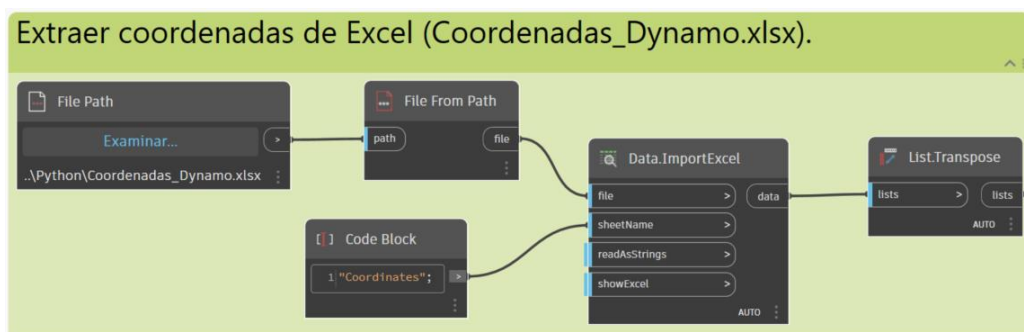 Extraer coordenadas de Excel (Coordenadas_Dynamo.xlsx).
File Path
Examinar...
>
..\Python\Coordenadas_Dynamo.xlsx
File From Path
path
file
Code Block
1 "Coordinates";
>
Data.ImportExcel
file >
data
sheetName >
readAsStrings >
showExcel >
AUTO
List.Transpose
lists >
lists
AUTO